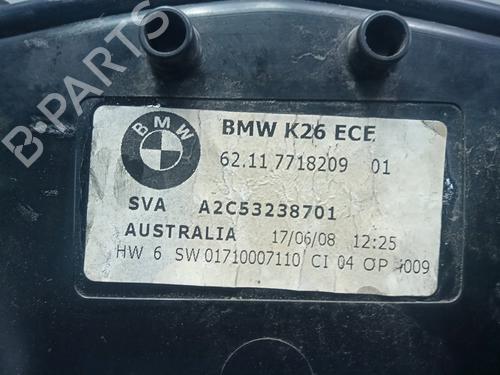 B-PARTS
BMW
BMW K26 ECE
62.11 7718209 01
SVA A2C53238701
AUSTRALIA 17/06/08 12:25
HW 6 SW 01710007110 CI 04 OP